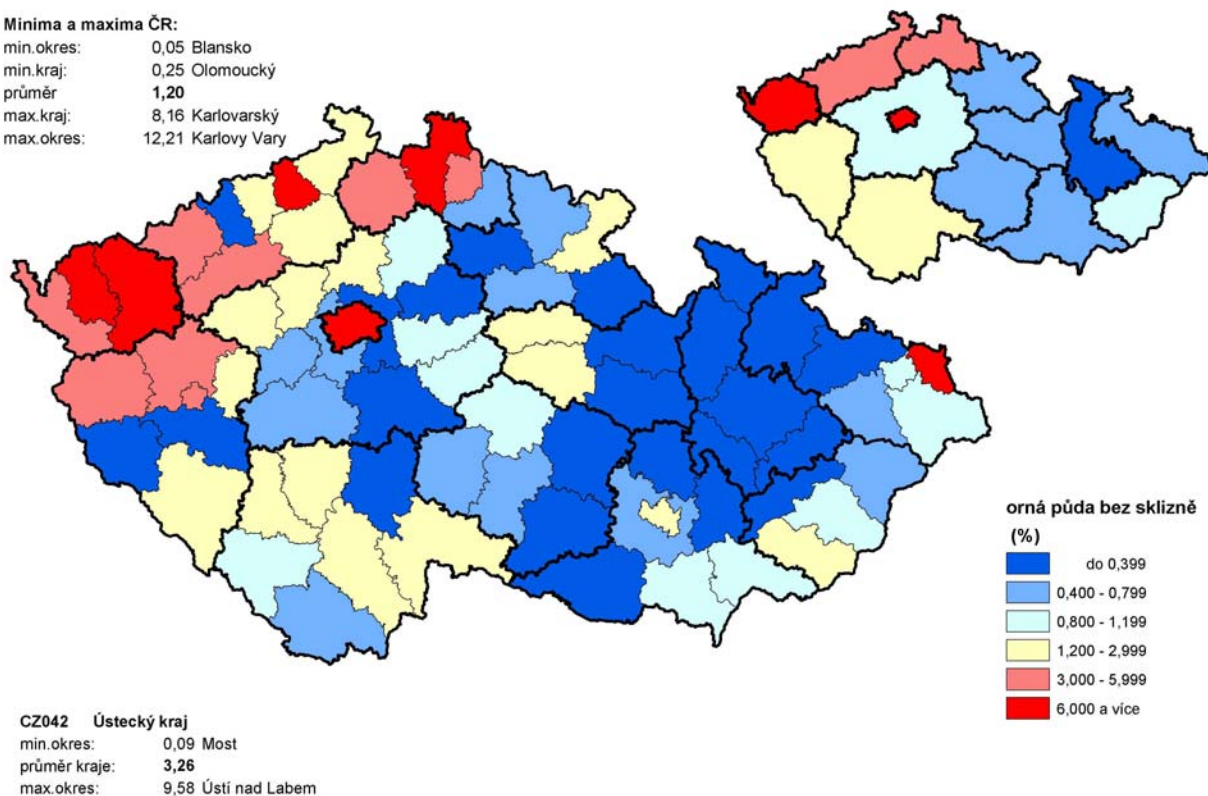 Minima a maxima ČR:
min.okres: 0,05 Blansko
min.kraj: 0,25 Olomoucký
průměr 1,20
max.kraj: 8,16 Karlovarský
max.okres: 12,21 Karlovy Vary
orná půda bez sklizně
(%)
do 0,399
0,400 - 0,799
0,800 - 1,199
1,200 - 2,999
3,000 - 5,999
6,000 a více
CZ042 Ústecký kraj
min.okres: 0,09 Most
průměr kraje: 3,26
max.okres: 9,58 Ústí nad Labem